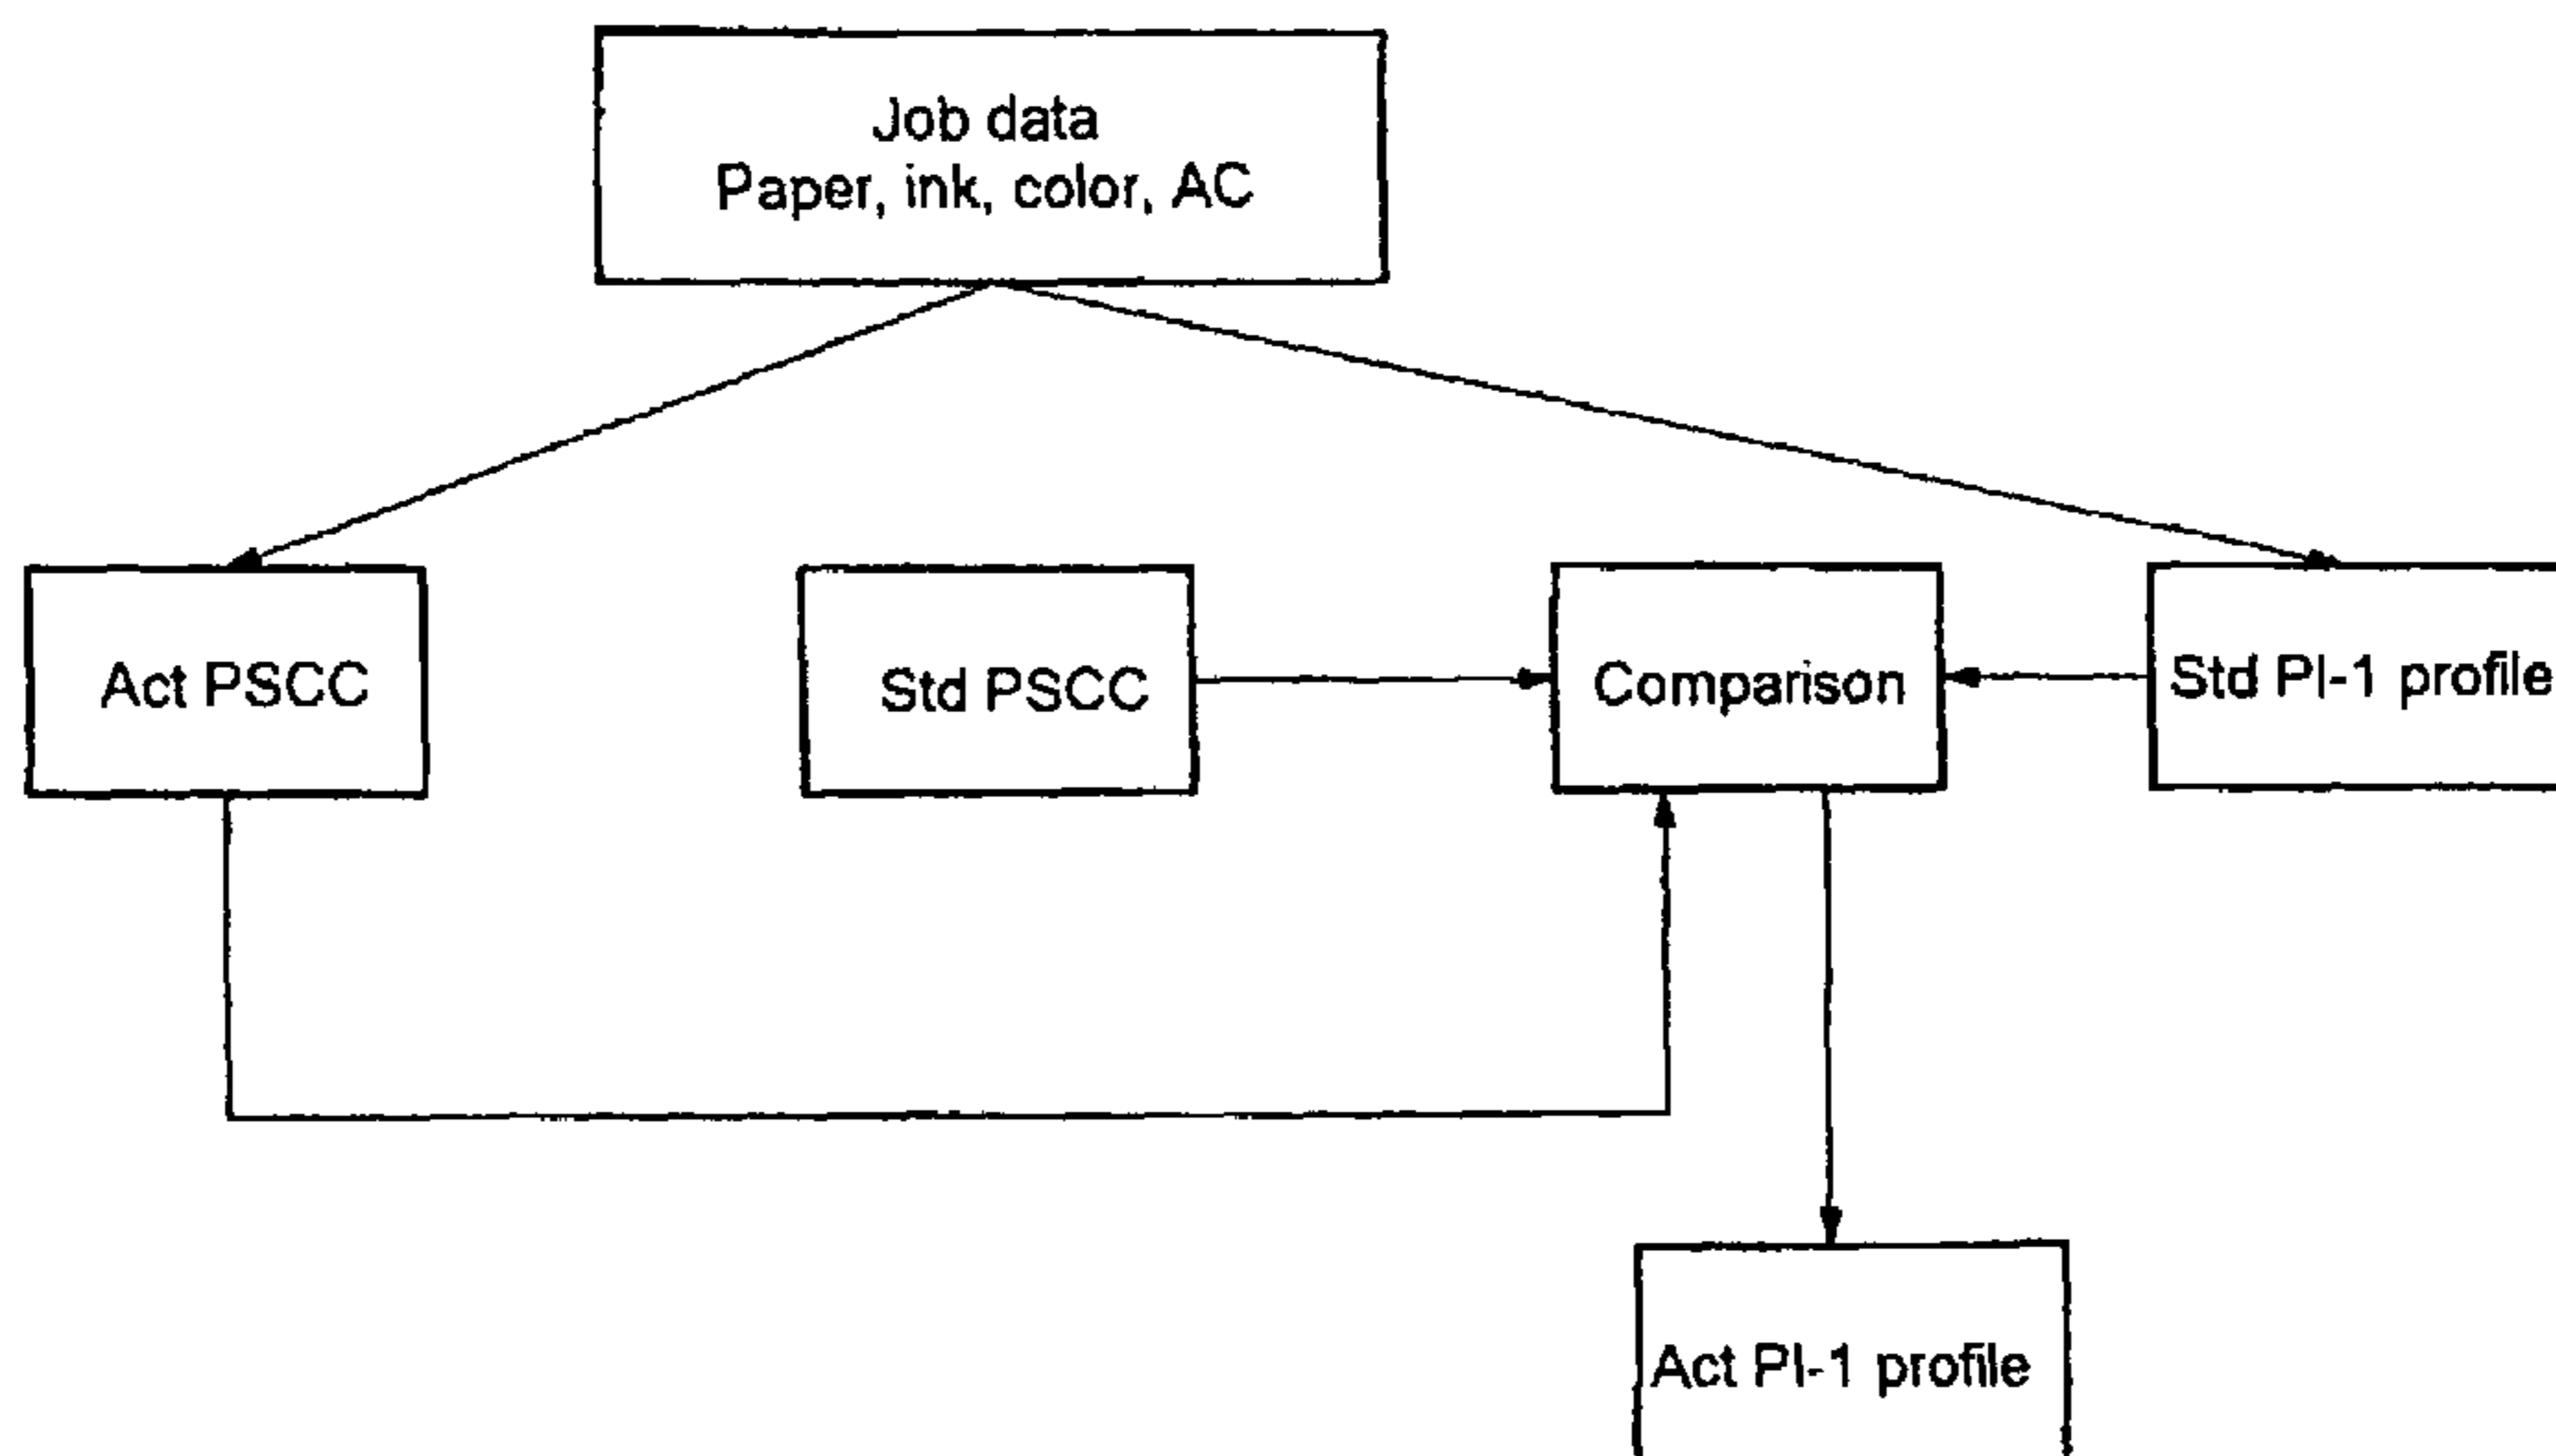 Job data
Paper, ink, color, AC
Act PSCC
Std PSCC
Comparison
Std PI-1 profile
Act PI-1 profile